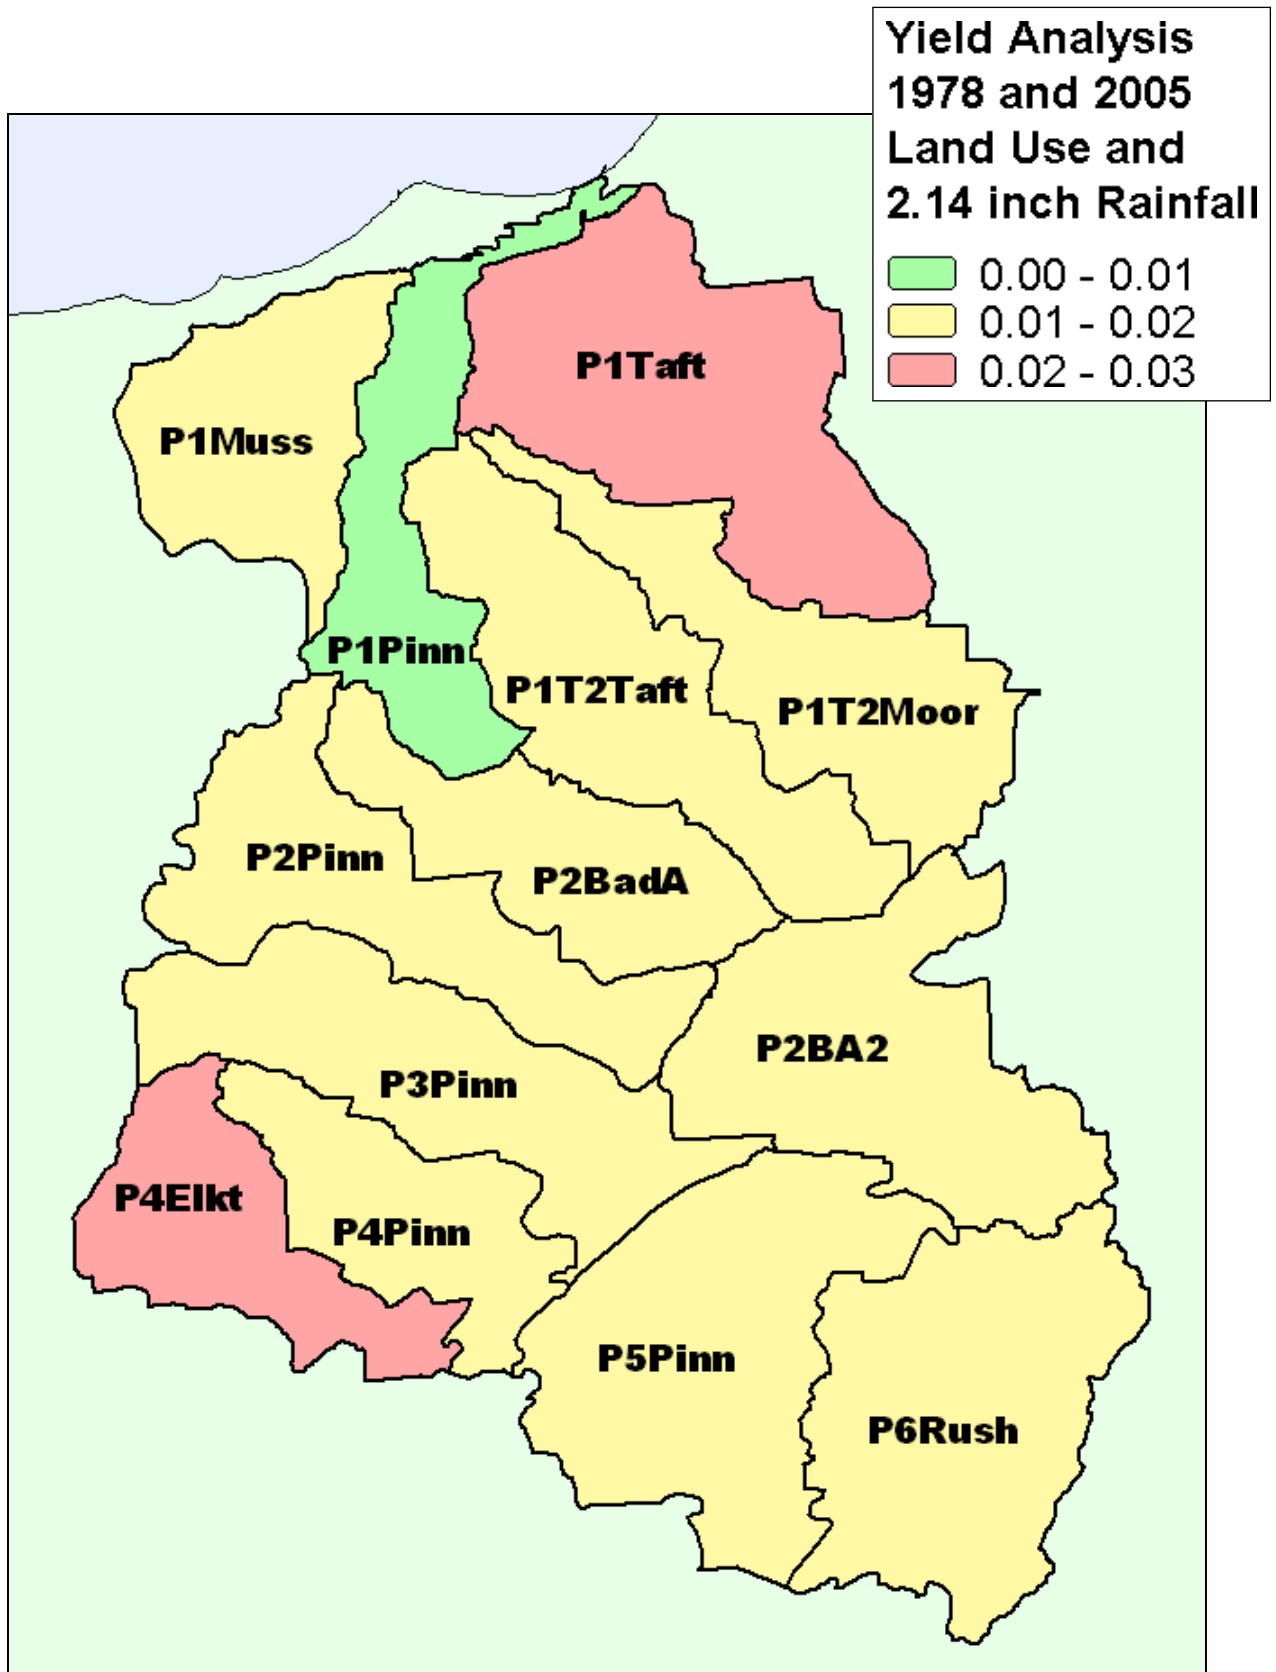 Yield Analysis
1978 and 2005
Land Use and
2.14 inch Rainfall
0.00 - 0.01
0.01 - 0.02
0.02 - 0.03
P1Taft
P1Muss
P1Pinn
P1T2Taft
P1T2Moor
P2Pinn
P2BadA
P2BA2
P3Pinn
P4Elkt
P4Pinn
P5Pinn
P6Rush